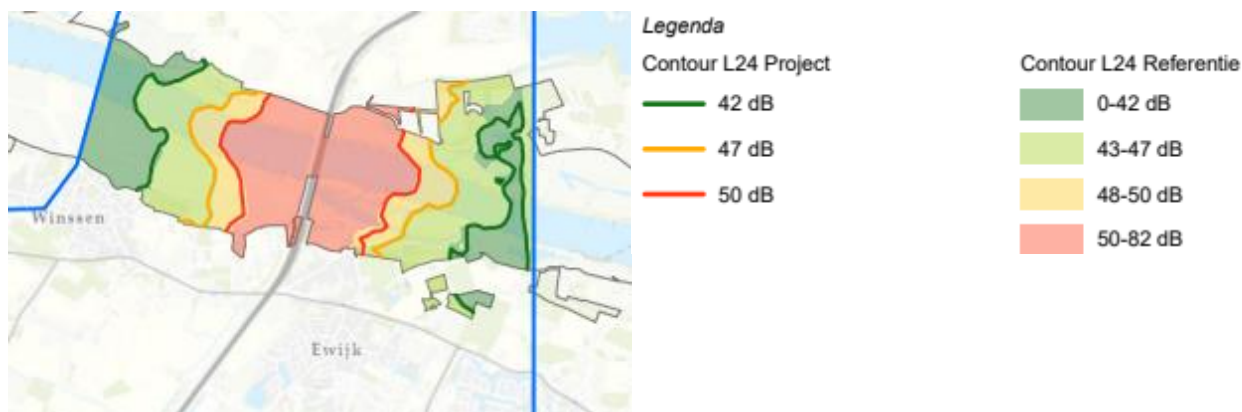 Winssen
Ewijk
Legenda
Contour L24 Project
42 dB
47 dB
50 dB
Contour L24 Referentie
0-42 dB
43-47 dB
48-50 dB
50-82 dB